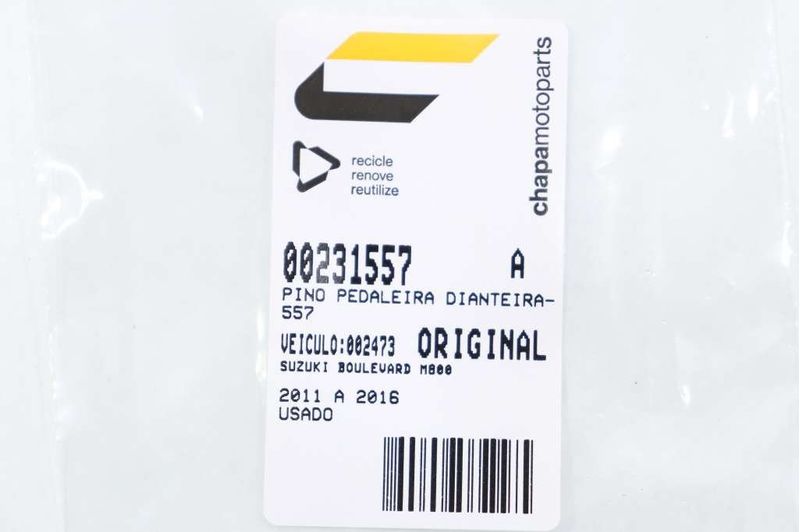 chapamotoparts
recicle
renove
reutilize
00231557 A
PINO PEDALEIRA DIANTEIRA-
557
VEICULO:002473 ORIGINAL
SUZUKI BOULEVARD M800
2011 A 2016
USADO